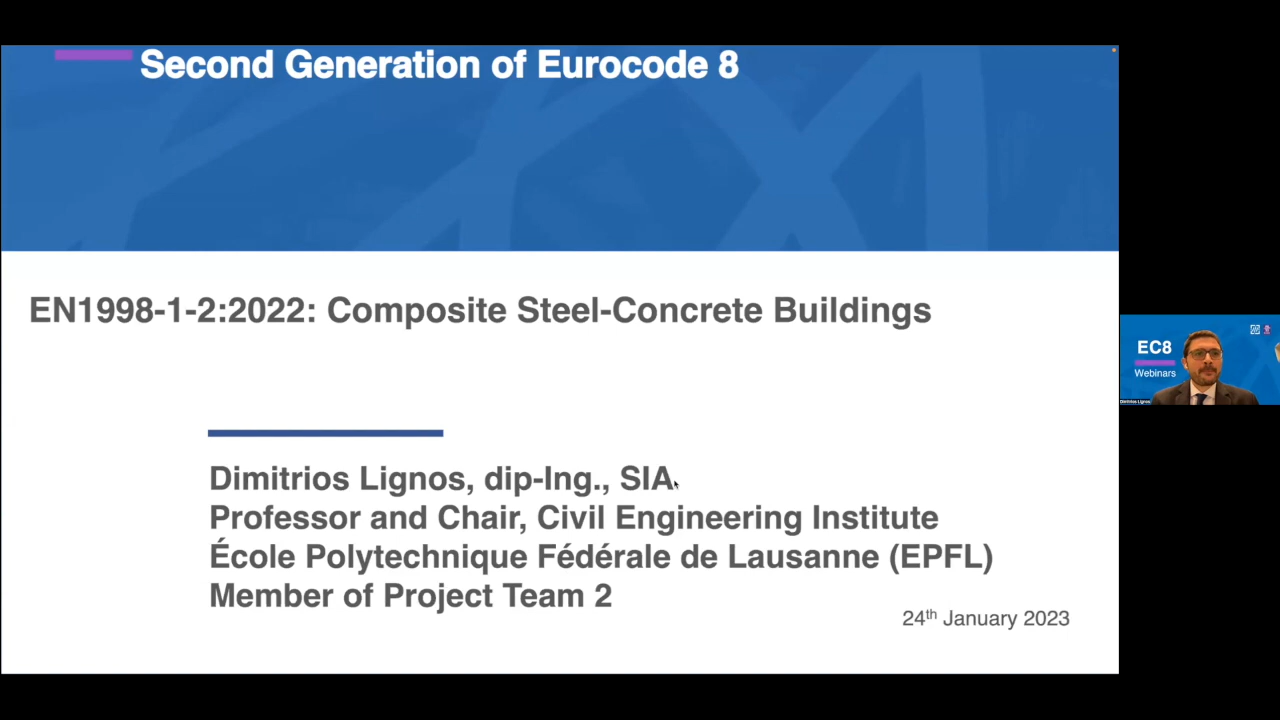 Second Generation of Eurocode 8
EN1998-1-2:2022: Composite Steel-Concrete Buildings
Dimitrios Lignos, dip-Ing., SIA
Professor and Chair, Civil Engineering Institute
École Polytechnique Fédérale de Lausanne (EPFL)
Member of Project Team 2
24th January 2023
EC8
Webinars
Dimitrios Lignos